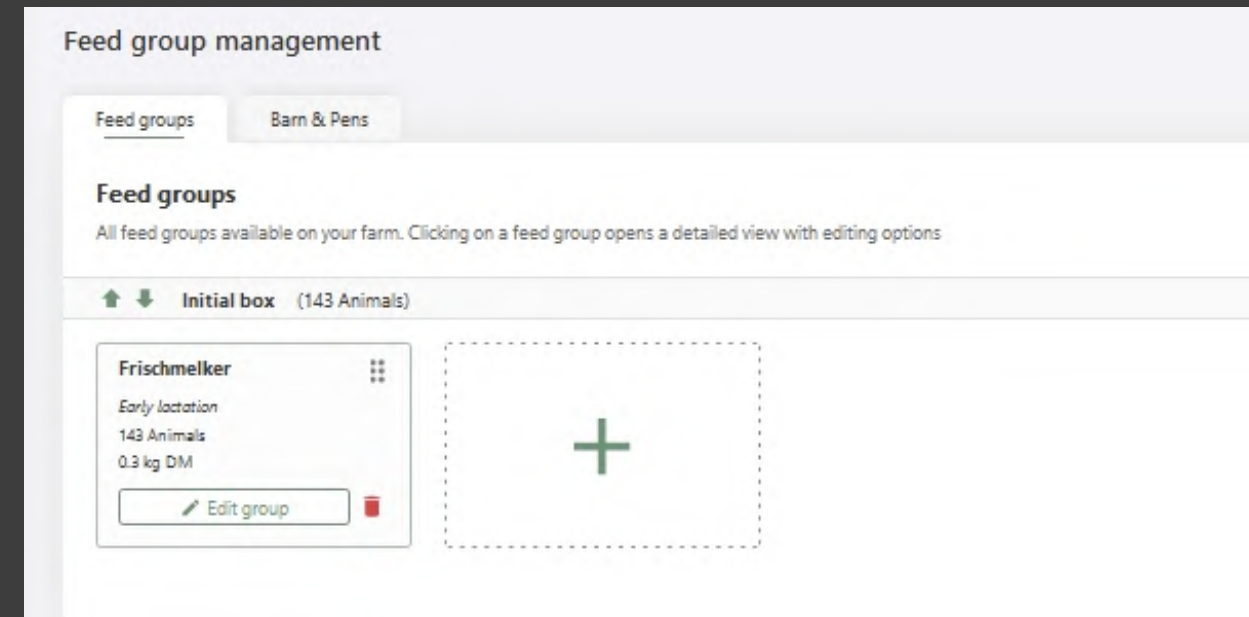 Feed group management
Feed groups
Barn & Pens
Feed groups
All feed groups available on your farm. Clicking on a feed group opens a detailed view with editing options
Initial box (143 Animals)
Frischmelker
Early lactation
143 Animals
0.3 kg DM
Edit group